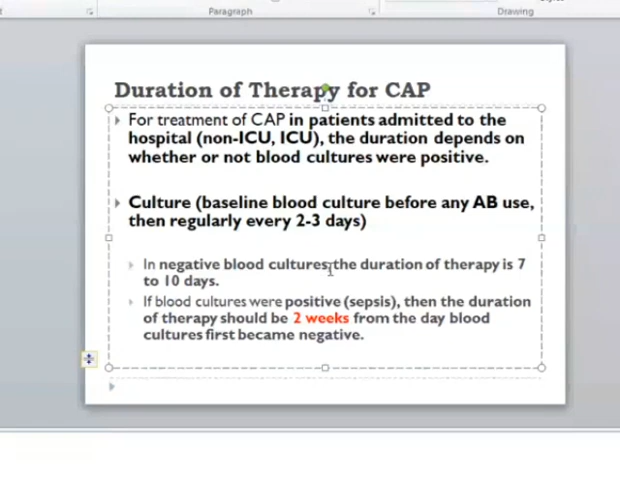 Paragraph
Drawing
Duration of Therapy for CAP
For treatment of CAP in patients admitted to the
hospital (non-ICU, ICU), the duration depends on
whether or not blood cultures were positive.
Culture (baseline blood culture before any AB use,
then regularly every 2-3 days)
In negative blood cultures, the duration of therapy is 7
to 10 days.
If blood cultures were positive (sepsis), then the duration
of therapy should be 2 weeks from the day blood
cultures first became negative.